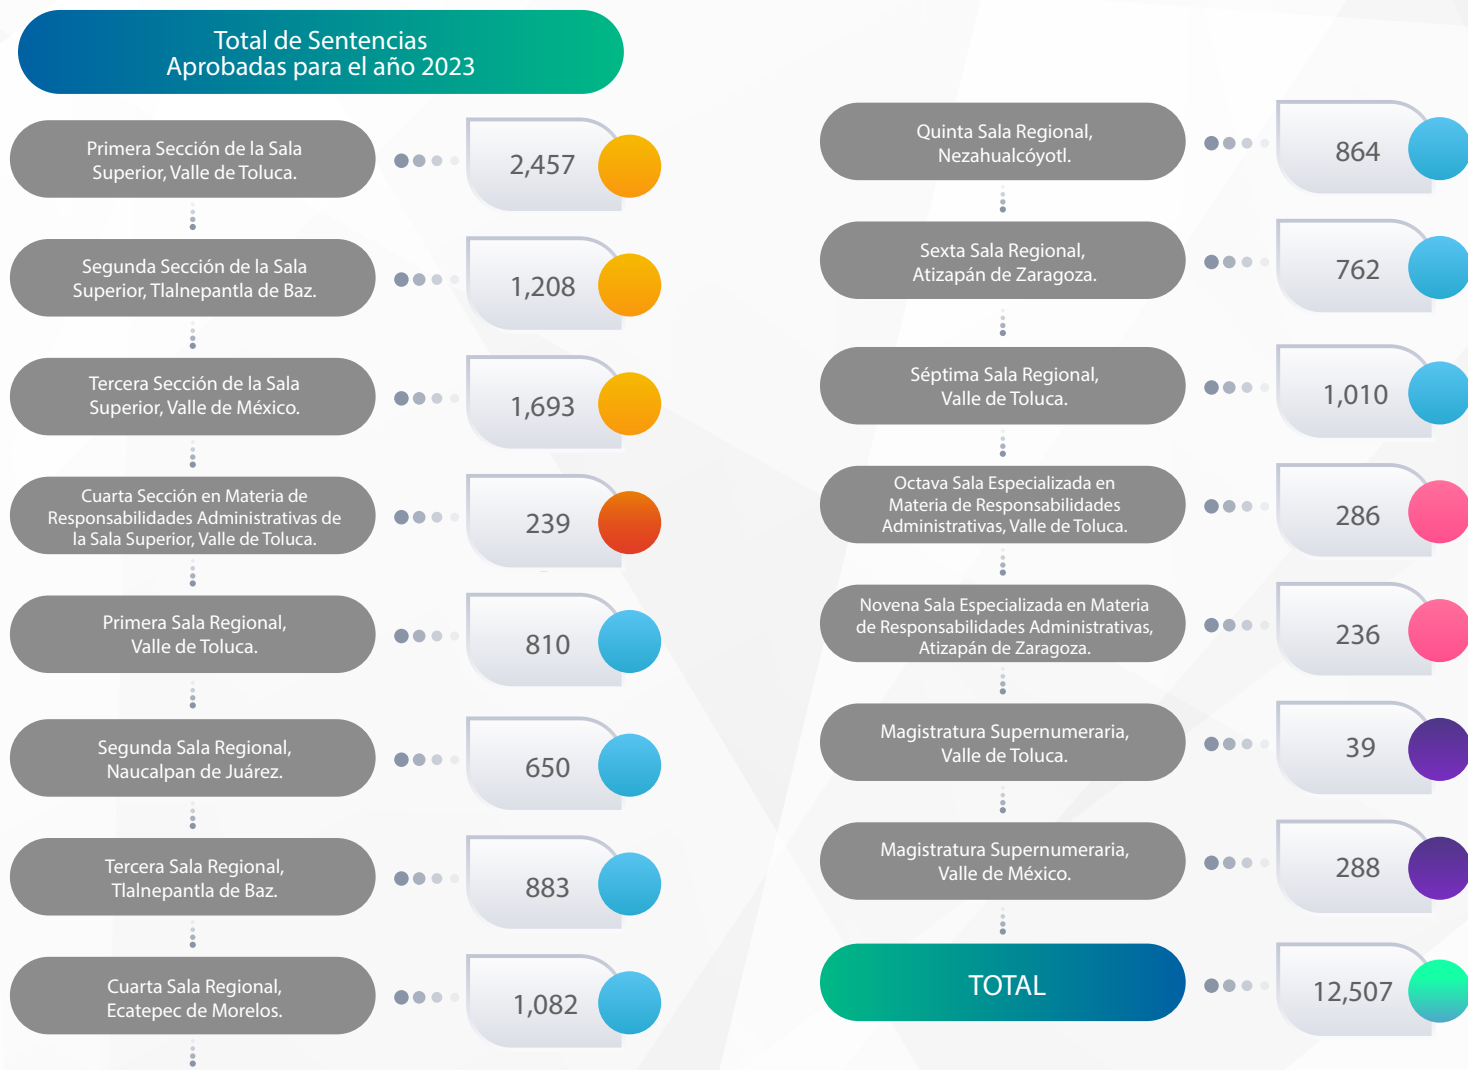 Total de Sentencias
Aprobadas para el año 2023
Primera Sección de la Sala
Superior, Valle de Toluca.
2,457
Segunda Sección de la Sala
Superior, Tlalnepantla de Baz.
1,208
Tercera Sección de la Sala
Superior, Valle de México.
1,693
Cuarta Sección en Materia de
Responsabilidades Administrativas de
la Sala Superior, Valle de Toluca.
239
Primera Sala Regional,
Valle de Toluca.
810
Segunda Sala Regional,
Naucalpan de Juárez.
650
Tercera Sala Regional,
Tlalnepantla de Baz.
883
Cuarta Sala Regional,
Ecatepec de Morelos.
1,082
Quinta Sala Regional,
Nezahualcóyotl.
864
Sexta Sala Regional,
Atizapán de Zaragoza.
762
Séptima Sala Regional,
Valle de Toluca.
1,010
Octava Sala Especializada en
Materia de Responsabilidades
Administrativas, Valle de Toluca.
286
Novena Sala Especializada en Materia
de Responsabilidades Administrativas,
Atizapán de Zaragoza.
236
Magistratura Supernumeraria,
Valle de Toluca.
39
Magistratura Supernumeraria,
Valle de México.
288
TOTAL
12,507